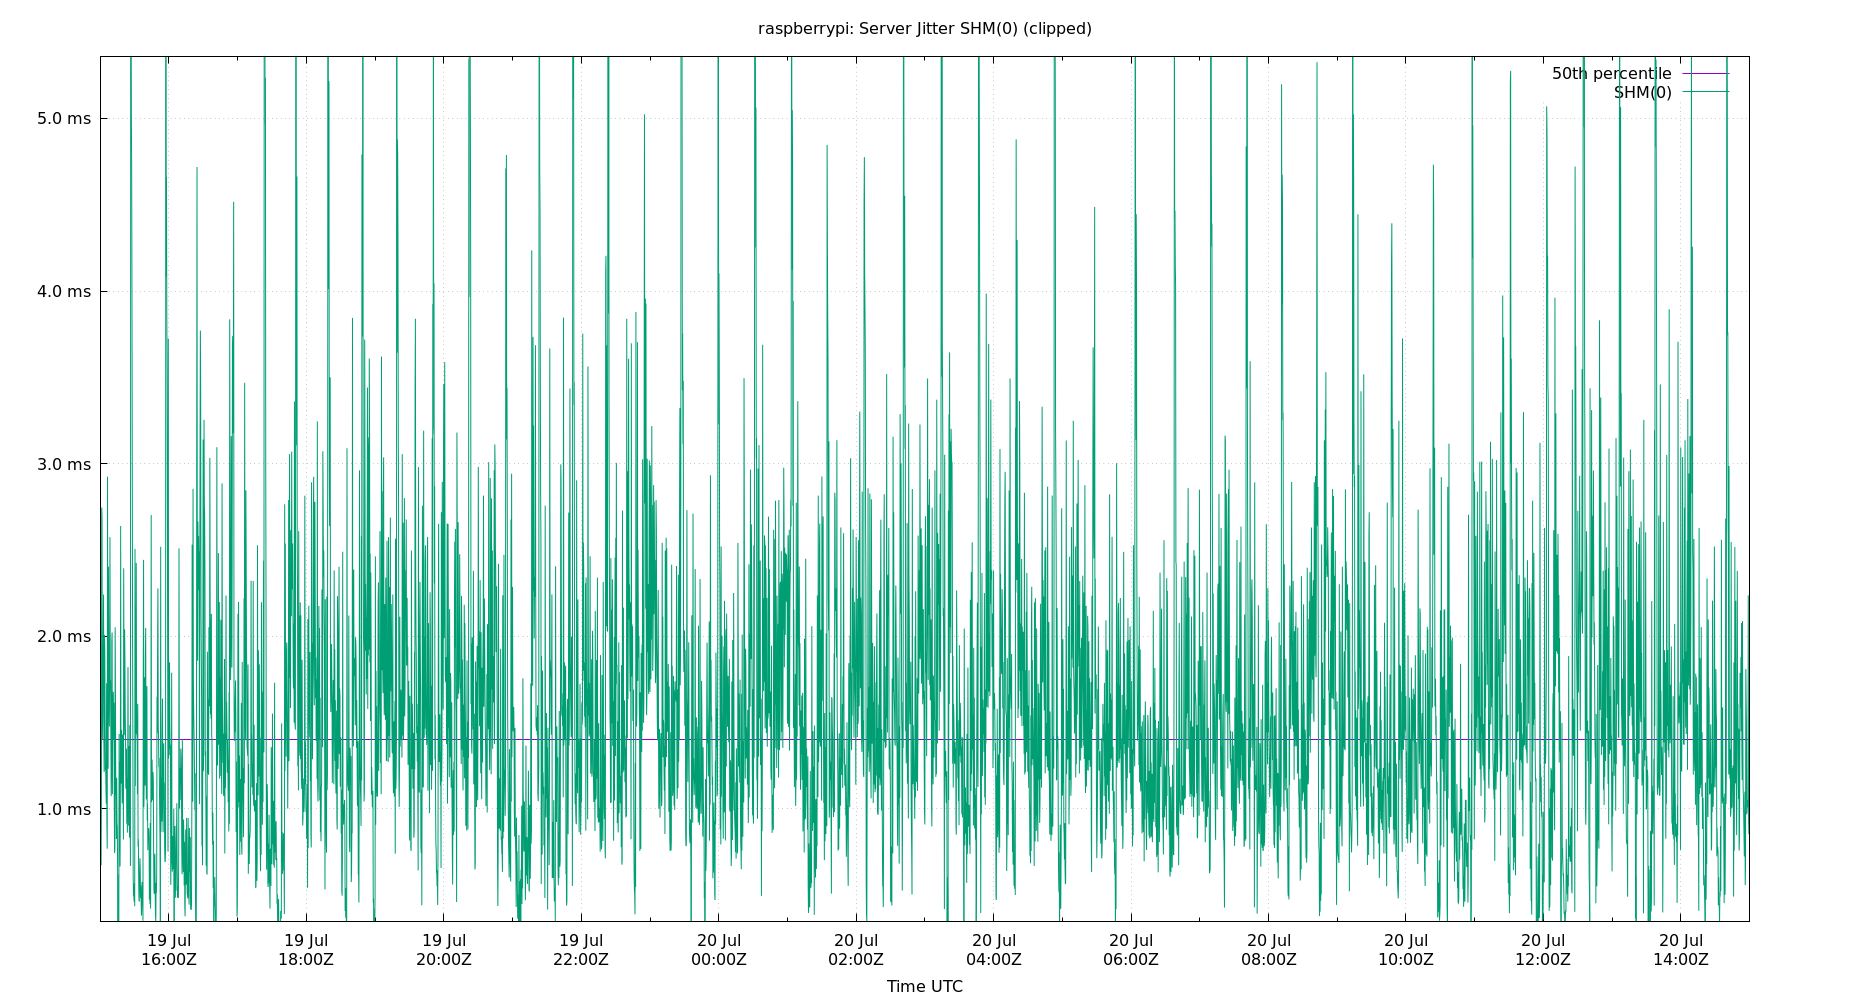 raspberrypi: Server Jitter SHM(0) (clipped)
50th percentile
SHM(0)
5.0 ms
4.0 ms
3.0 ms
2.0 ms
1.0 ms
19 Jul 19 Jul 19 Jul 19 Jul 20 Jul 20 Jul 20 Jul 20 Jul 20 Jul 20 Jul 20 Jul 20 Jul
16:00Z 18:00Z 20:00Z 22:00Z 00:00Z 02:00Z 04:00Z 06:00Z 08:00Z 10:00Z 12:00Z 14:00Z
Time UTC